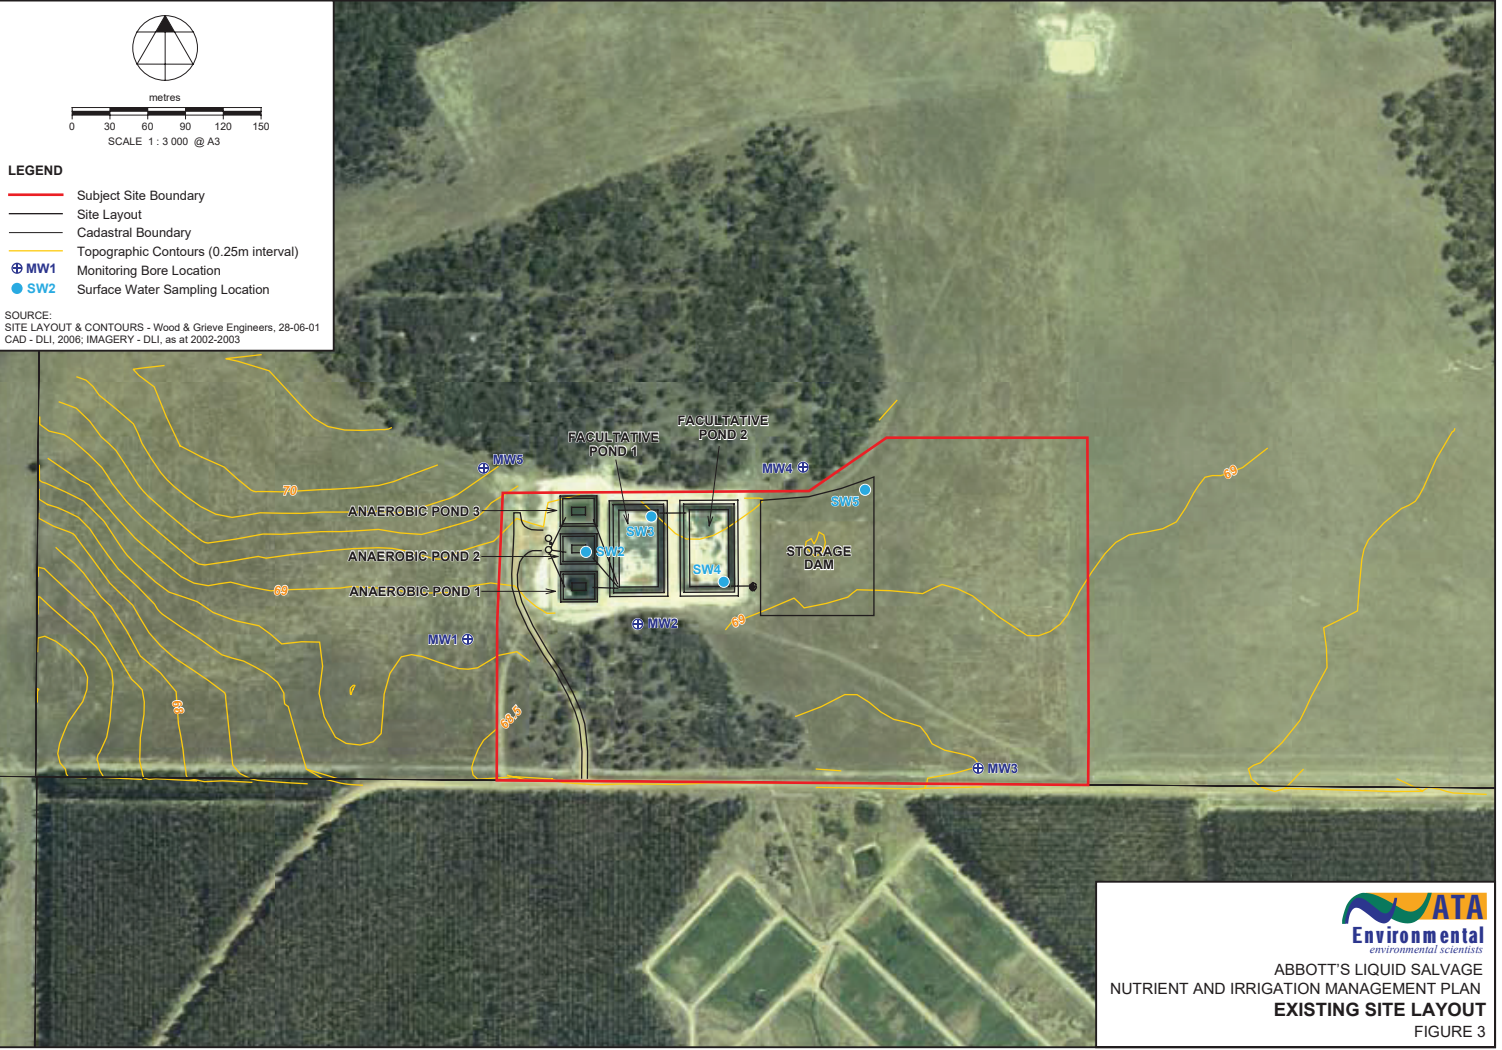 metres
0 30 60 90 120 150
SCALE 1 : 3 000 @ A3
LEGEND
Subject Site Boundary
Site Layout
Cadastral Boundary
Topographic Contours (0.25m interval)
MW1 Monitoring Bore Location
SW2 Surface Water Sampling Location
SOURCE:
SITE LAYOUT & CONTOURS - Wood & Grieve Engineers, 28-06-01
CAD - DLI, 2006; IMAGERY - DLI, as at 2002-2003
FACULTATIVE
POND 2
FACULTATIVE
POND 1
MW5
MW4
69
70
SW5
ANAEROBIC POND 3
SW3
SW2
STORAGE
DAM
ANAEROBIC POND 2
SW4
ANAEROBIC POND 1
69
69
MW2
MW1
68
68.5
MW3
ATA
Environmental
environmental scientists
ABBOTT'S LIQUID SALVAGE
NUTRIENT AND IRRIGATION MANAGEMENT PLAN
EXISTING SITE LAYOUT
FIGURE 3